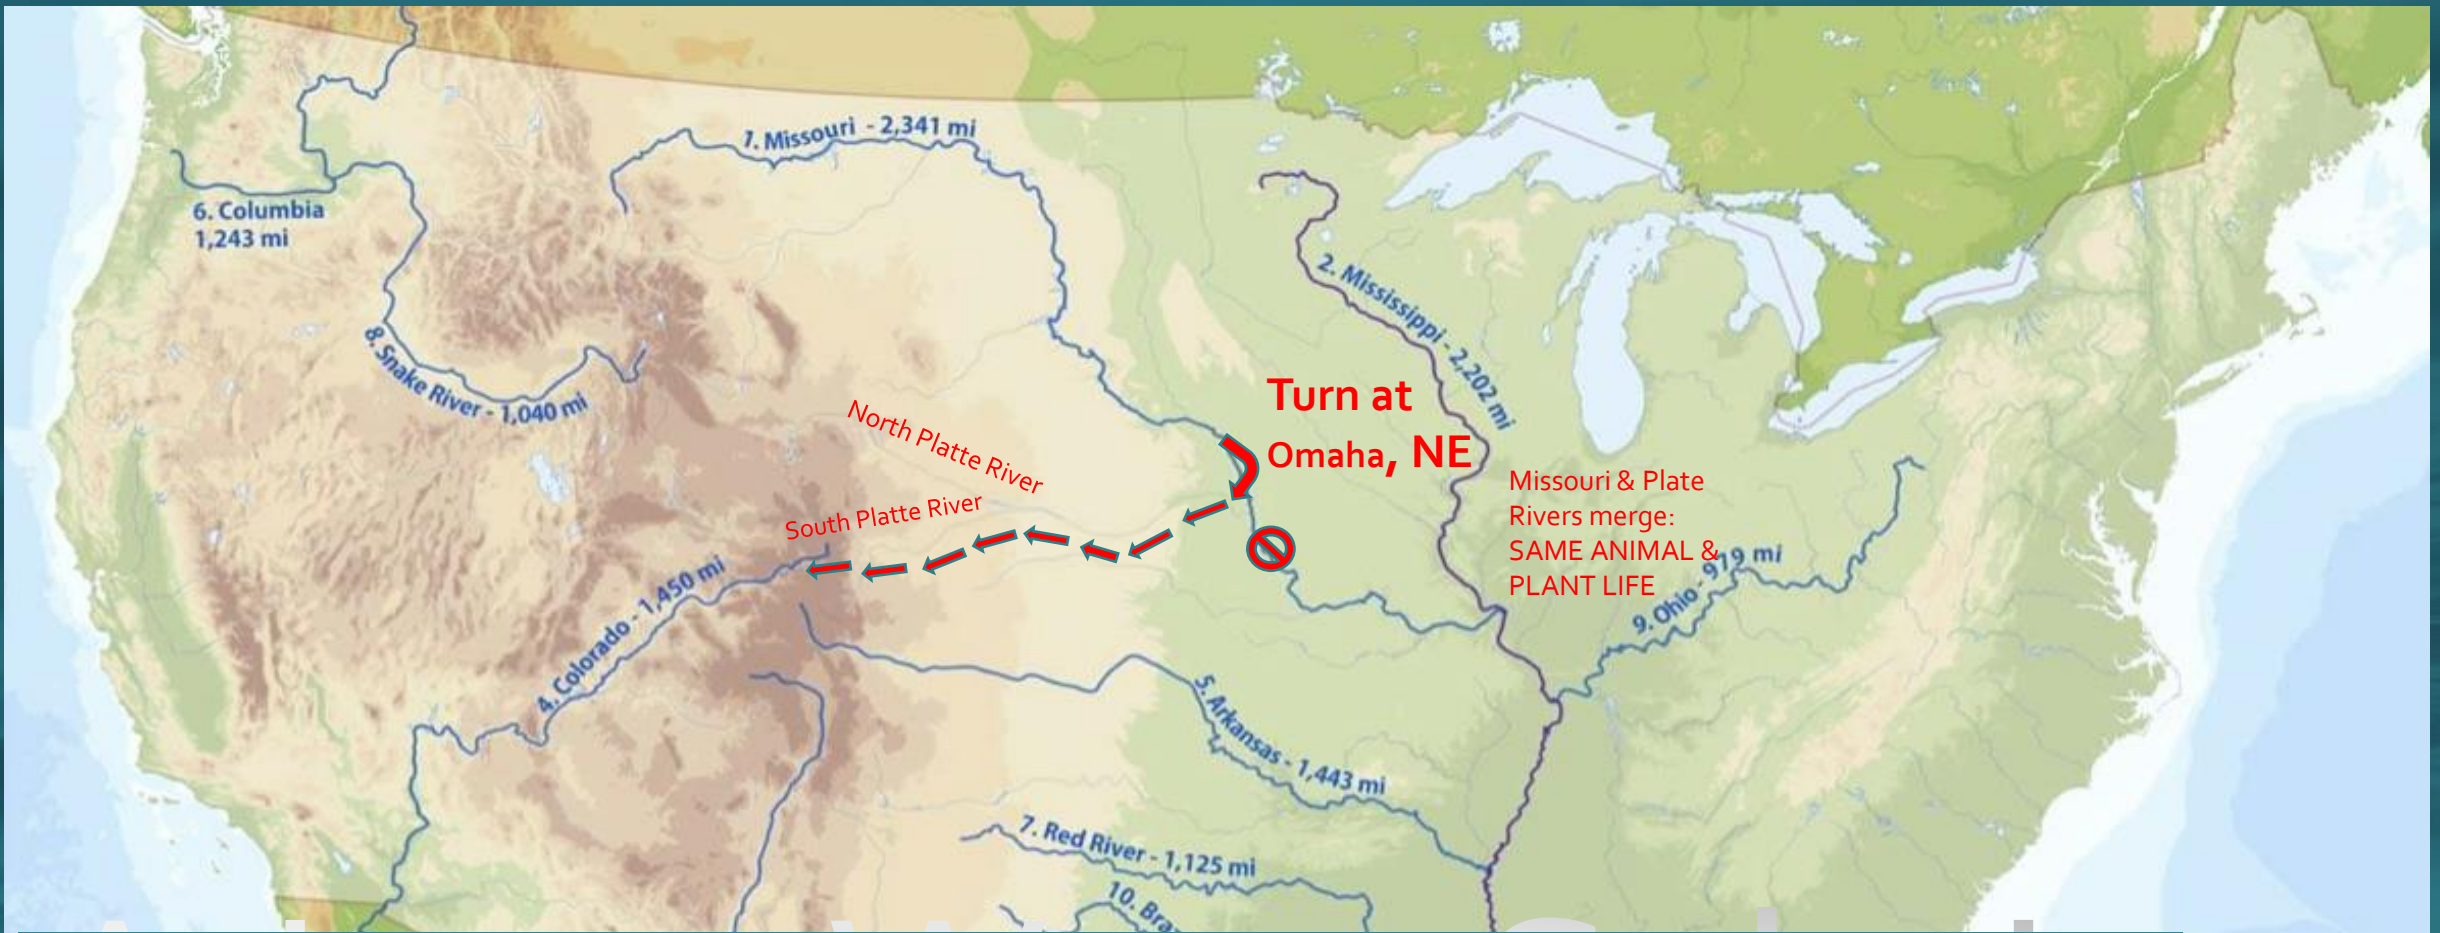 1. Missouri - 2,341 mi
6. Columbia
1,243 mi
2. Mississippi - 2,202 mi
8. Snake River - 1,040 mi
Turn at
Omaha, NE
North Platte River
South Platte River
Missouri & Plate
Rivers merge:
SAME ANIMAL &
PLANT LIFE
9. Ohio - 919 mi
4. Colorado - 1,450 mi
5. Arkansas - 1,443 mi
7. Red River - 1,125 mi